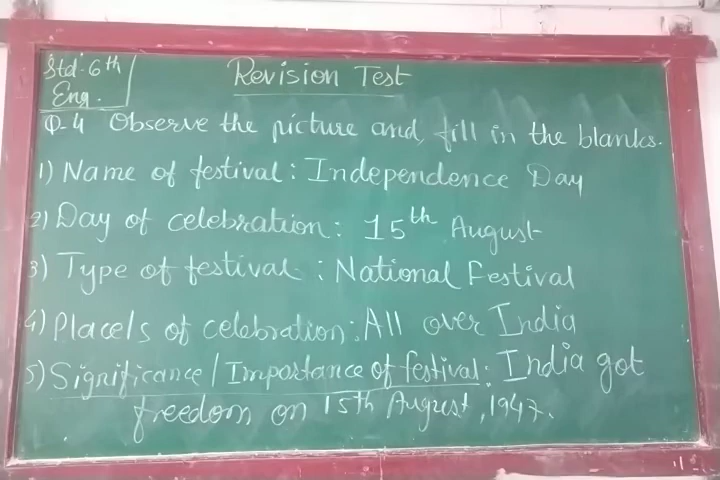 Std. 6th
Eng.
Revision Test
Q-4 Observe the picture and fill in the blanks.
1) Name of festival : Independence Day
2) Day of celebration : 15th August
3) Type of festival : National Festival
4) Place/s of celebration : All over India
5) Significance / Importance of festival : India got
freedom on 15th August, 1947.